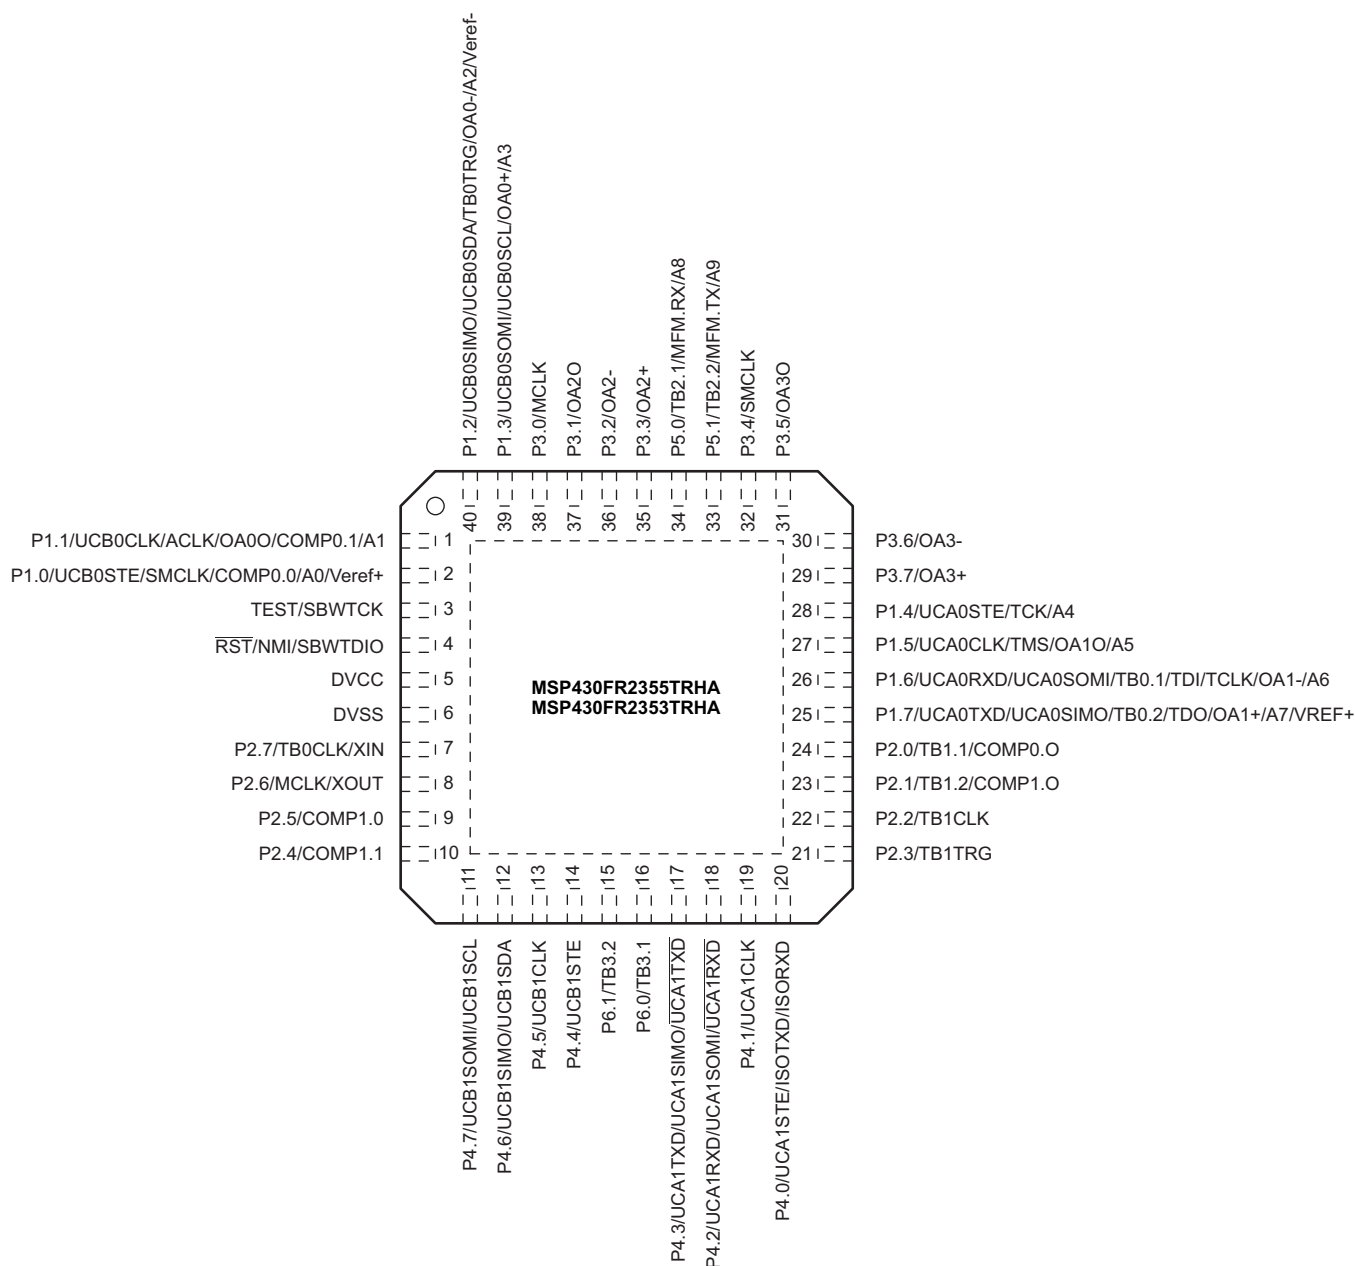 P1.2/UCB0SIMO/UCB0SDA/TB0TRG/OA0-/A2/Veref-
P1.3/UCB0SOMI/UCB0SCL/OA0+/A3
P3.0/MCLK
P3.1/OA2O
P3.2/OA2-
P3.3/OA2+
P5.0/TB2.1/MFM.RX/A8
P5.1/TB2.2/MFM.TX/A9
P3.4/SMCLK
P3.5/OA3O
40
39
38
37
36
35
34
33
32
31
P1.1/UCB0CLK/ACLK/OA0O/COMP0.1/A1 1
P1.0/UCB0STE/SMCLK/COMP0.0/A0/Veref+ 2
TEST/SBWTCK 3
RST/NMI/SBWTDIO 4
DVCC 5
DVSS 6
P2.7/TB0CLK/XIN 7
P2.6/MCLK/XOUT 8
P2.5/COMP1.0 9
P2.4/COMP1.1 10
MSP430FR2355TRHA
MSP430FR2353TRHA
30 P3.6/OA3-
29 P3.7/OA3+
28 P1.4/UCA0STE/TCK/A4
27 P1.5/UCA0CLK/TMS/OA1O/A5
26 P1.6/UCA0RXD/UCA0SOMI/TB0.1/TDI/TCLK/OA1-/A6
25 P1.7/UCA0TXD/UCA0SIMO/TB0.2/TDO/OA1+/A7/VREF+
24 P2.0/TB1.1/COMP0.O
23 P2.1/TB1.2/COMP1.O
22 P2.2/TB1CLK
21 P2.3/TB1TRG
11
12
13
14
15
16
17
18
19
20
P4.7/UCB1SOMI/UCB1SCL
P4.6/UCB1SIMO/UCB1SDA
P4.5/UCB1CLK
P4.4/UCB1STE
P6.1/TB3.2
P6.0/TB3.1
P4.3/UCA1TXD/UCA1SIMO/UCA1TXD
P4.2/UCA1RXD/UCA1SOMI/UCA1RXD
P4.1/UCA1CLK
P4.0/UCA1STE/ISOTXD/ISORXD